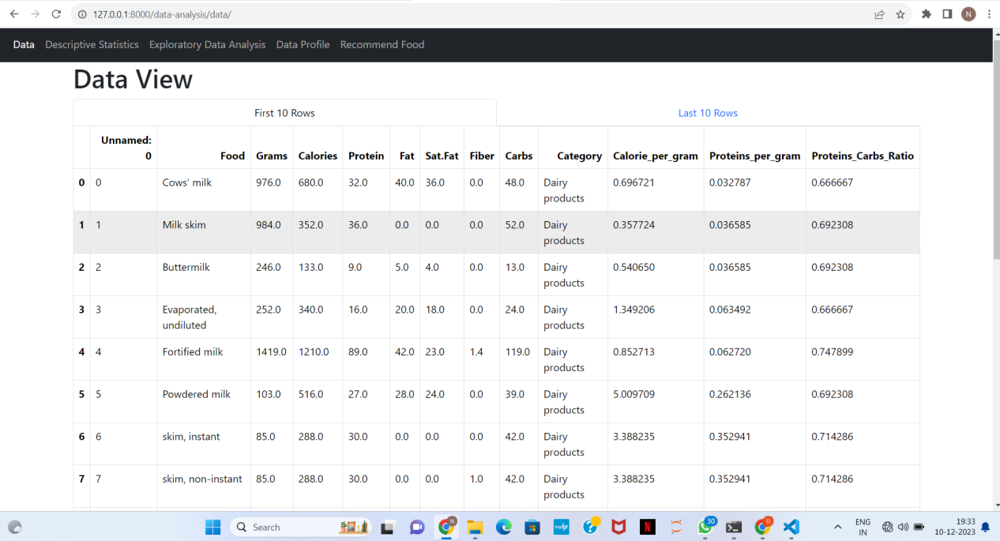 127.0.0.1:8000/data-analysis/data/
N
Data Descriptive Statistics Exploratory Data Analysis Data Profile Recommend Food
Data View
First 10 Rows Last 10 Rows
Unnamed:
0 Food Grams Calories Protein Fat Sat.Fat Fiber Carbs Category Calorie_per_gram Proteins_per_gram Proteins_Carbs_Ratio
0 0 Cows' milk 976.0 680.0 32.0 40.0 36.0 0.0 48.0 Dairy 0.696721 0.032787 0.666667
products
1 1 Milk skim 984.0 352.0 36.0 0.0 0.0 0.0 52.0 Dairy 0.357724 0.036585 0.692308
products
2 2 Buttermilk 246.0 133.0 9.0 5.0 4.0 0.0 13.0 Dairy 0.540650 0.036585 0.692308
products
3 3 Evaporated, 252.0 340.0 16.0 20.0 18.0 0.0 24.0 Dairy 1.349206 0.063492 0.666667
undiluted products
4 4 Fortified milk 1419.0 1210.0 89.0 42.0 23.0 1.4 119.0 Dairy 0.852713 0.062720 0.747899
products
5 5 Powdered milk 103.0 516.0 27.0 28.0 24.0 0.0 39.0 Dairy 5.009709 0.262136 0.692308
products
6 6 skim, instant 85.0 288.0 30.0 0.0 0.0 0.0 42.0 Dairy 3.388235 0.352941 0.714286
products
7 7 skim, non-instant 85.0 288.0 30.0 0.0 0.0 1.0 42.0 Dairy 3.388235 0.352941 0.714286
products
Search N myhp ? N 30 D ENG 19:33
IN 10-12-2023